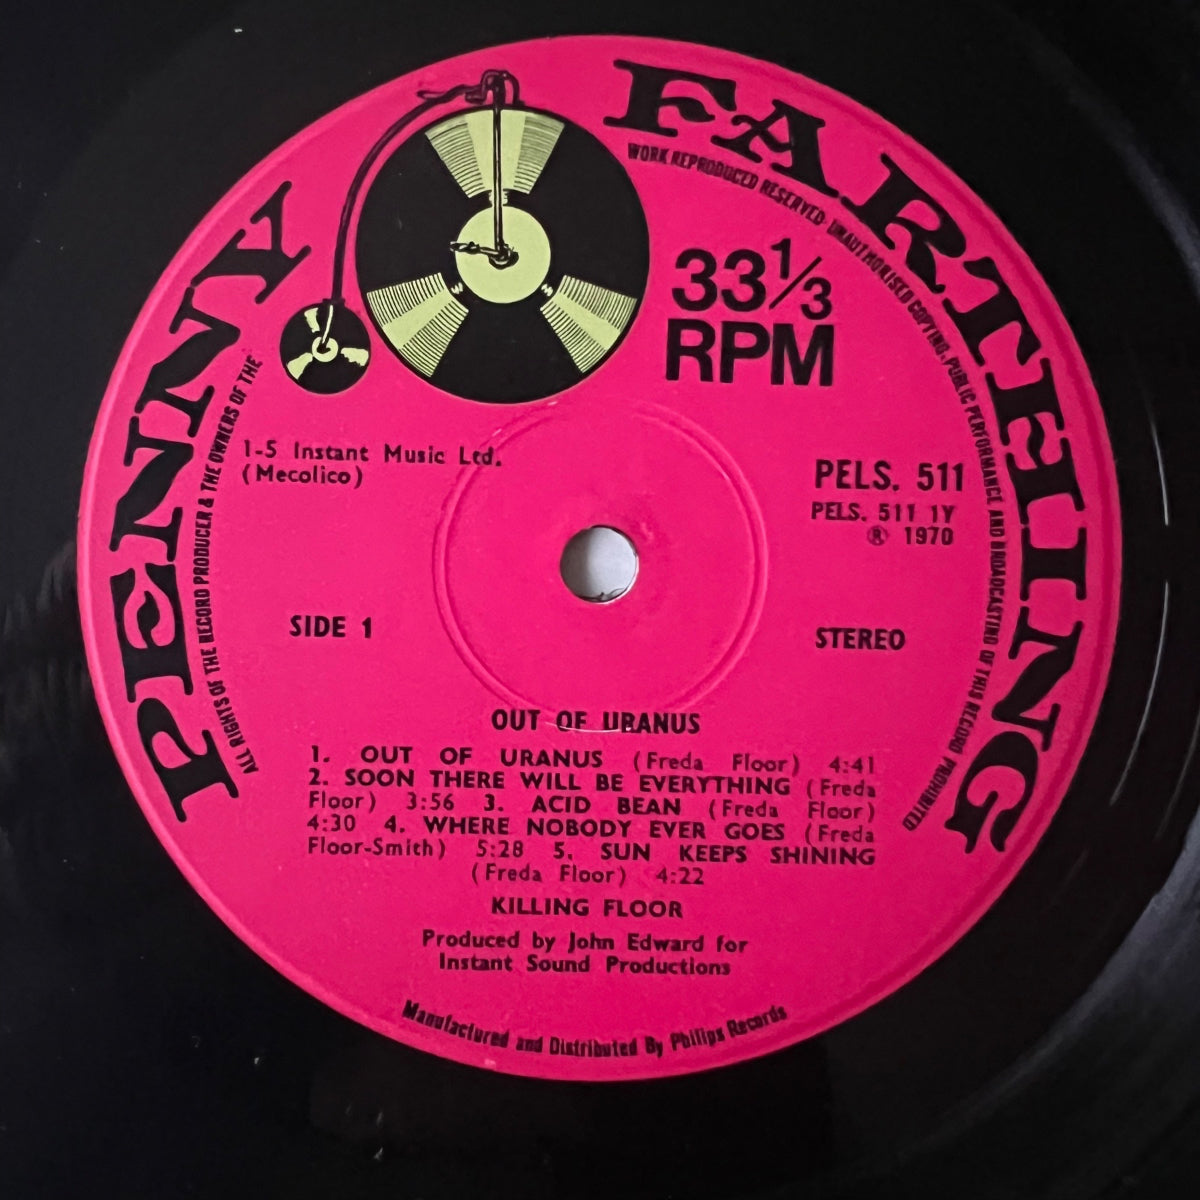 PENNY FARTHING
ALL RIGHTS OF THE RECORD PRODUCER & THE OWNERS OF THE
WORK REPRODUCED RESERVED UNAUTHORISED COPYING, PUBLIC PERFORMANCE AND BROADCASTING OF THIS RECORD PROHIBITED
33 1/3
RPM
1-5 Instant Music Ltd.
(Mecolico)
PELS. 511
PELS. 511 1Y
® 1970
SIDE 1
STEREO
OUT OF URANUS
1. OUT OF URANUS (Freda Floor) 4:41
2. SOON THERE WILL BE EVERYTHING (Freda
Floor) 3:56 3. ACID BEAN (Freda Floor)
4:30 4. WHERE NOBODY EVER GOES (Freda
Floor-Smith) 5:28 5. SUN KEEPS SHINING
(Freda Floor) 4:22
KILLING FLOOR
Produced by John Edward for
Instant Sound Productions
Manufactured and Distributed By Philips Records